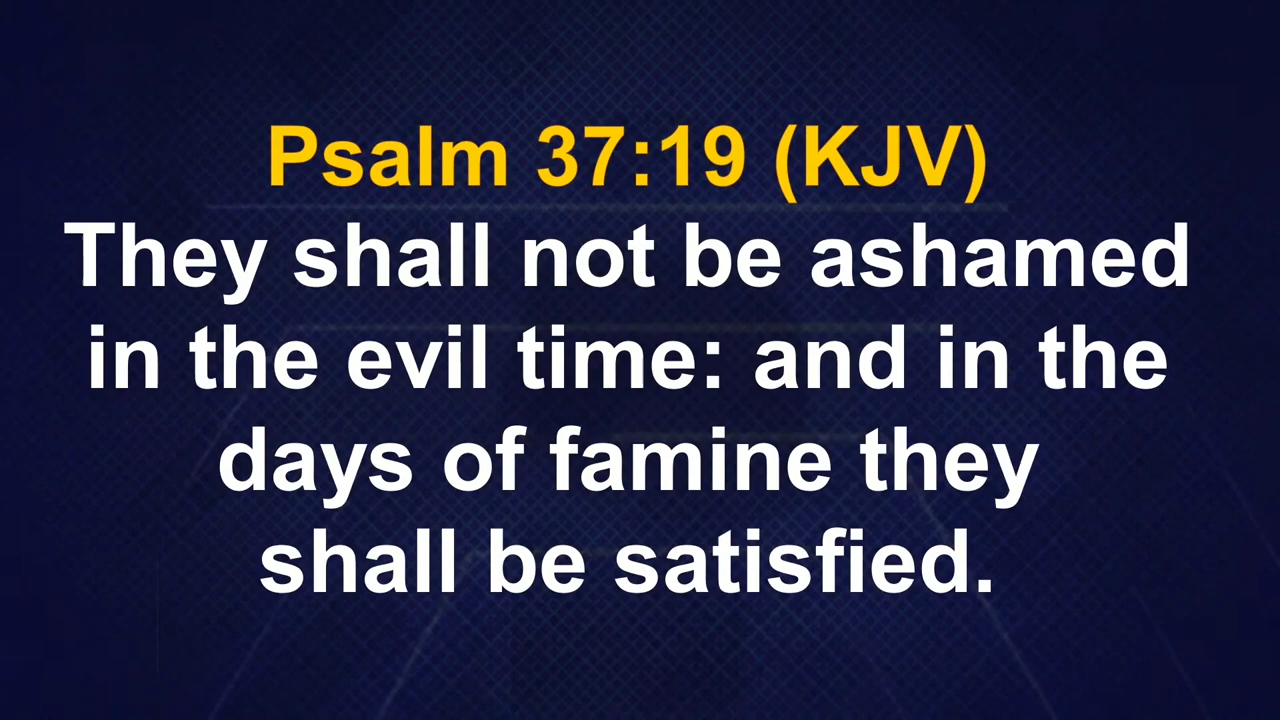 Psalm 37:19 (KJV)
They shall not be ashamed
in the evil time: and in the
days of famine they
shall be satisfied.